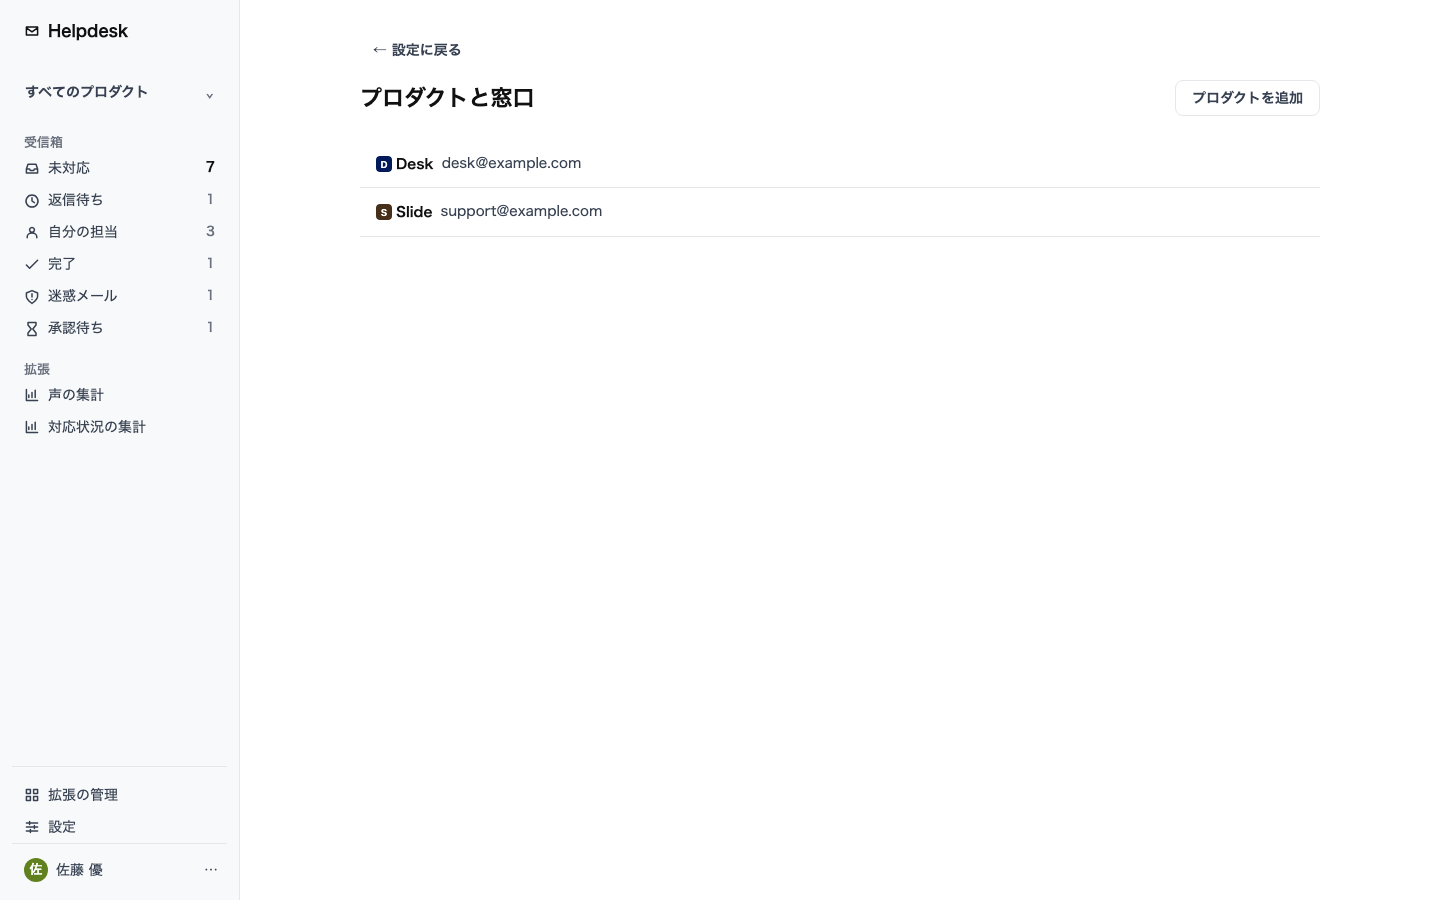 Helpdesk
すべてのプロダクト
受信箱
未対応 7
返信待ち 1
自分の担当 3
完了 1
迷惑メール 1
承認待ち 1
拡張
声の集計
対応状況の集計
拡張の管理
設定
佐 佐藤 優 …
← 設定に戻る
プロダクトと窓口
プロダクトを追加
D Desk desk@example.com
S Slide support@example.com